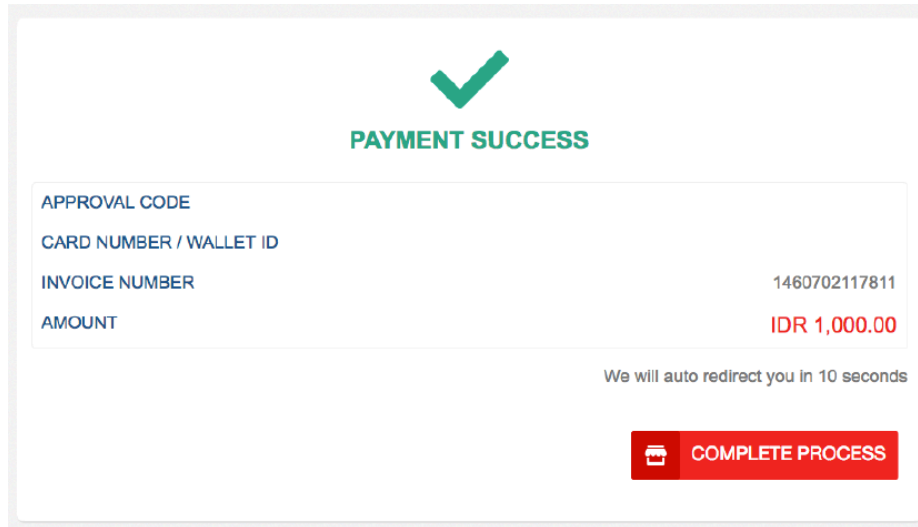 PAYMENT SUCCESS
APPROVAL CODE
CARD NUMBER / WALLET ID
INVOICE NUMBER 1460702117811
AMOUNT IDR 1,000.00
We will auto redirect you in 10 seconds
COMPLETE PROCESS